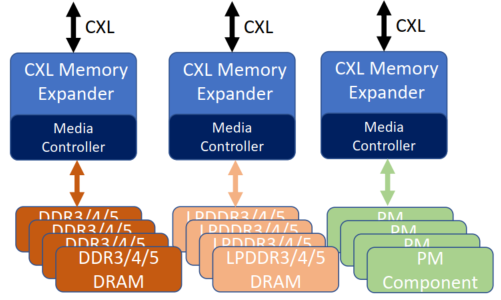 CXL
CXL
CXL
CXL Memory
Expander
CXL Memory
Expander
CXL Memory
Expander
Media
Controller
Media
Controller
Media
Controller
DDR3/4/5
DDR3/4/5
DDR3/4/5
DDR3/4/5
DRAM
LPDDR3/4/5
LPDDR3/4/5
LPDDR3/4/5
LPDDR3/4/5
DRAM
PM
PM
PM
PM
Component